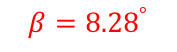 β = 8.28°